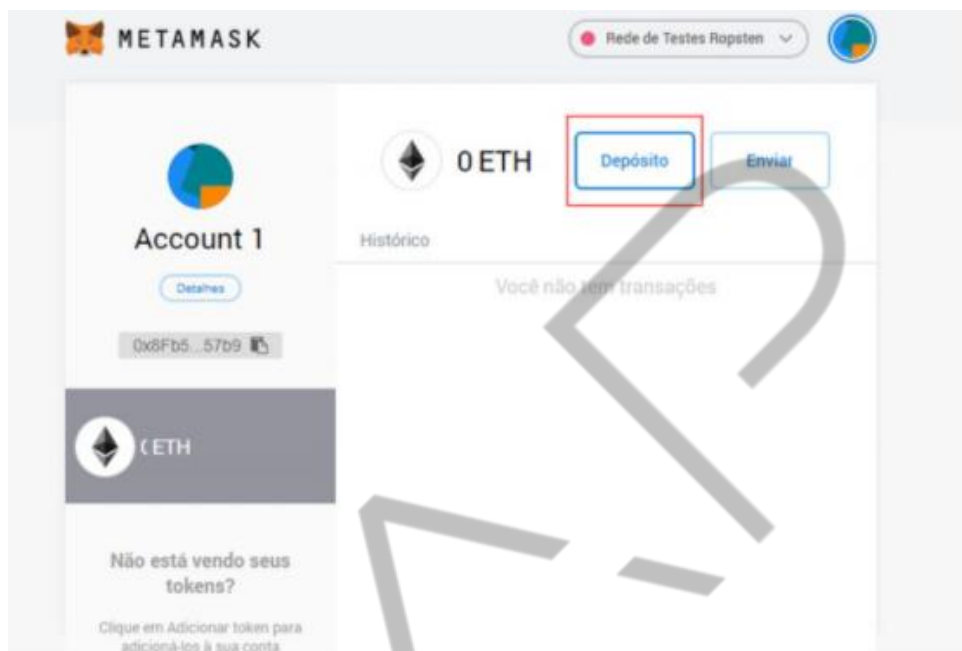 METAMASK
Rede de Testes Ropsten
0 ETH
Depósito
Enviar
Account 1
Detalhes
0x8Fb5...57b9
Histórico
Você não tem transações
ETH
Não está vendo seus
tokens?
Clique em Adicionar token para
adicioná-los à sua conta